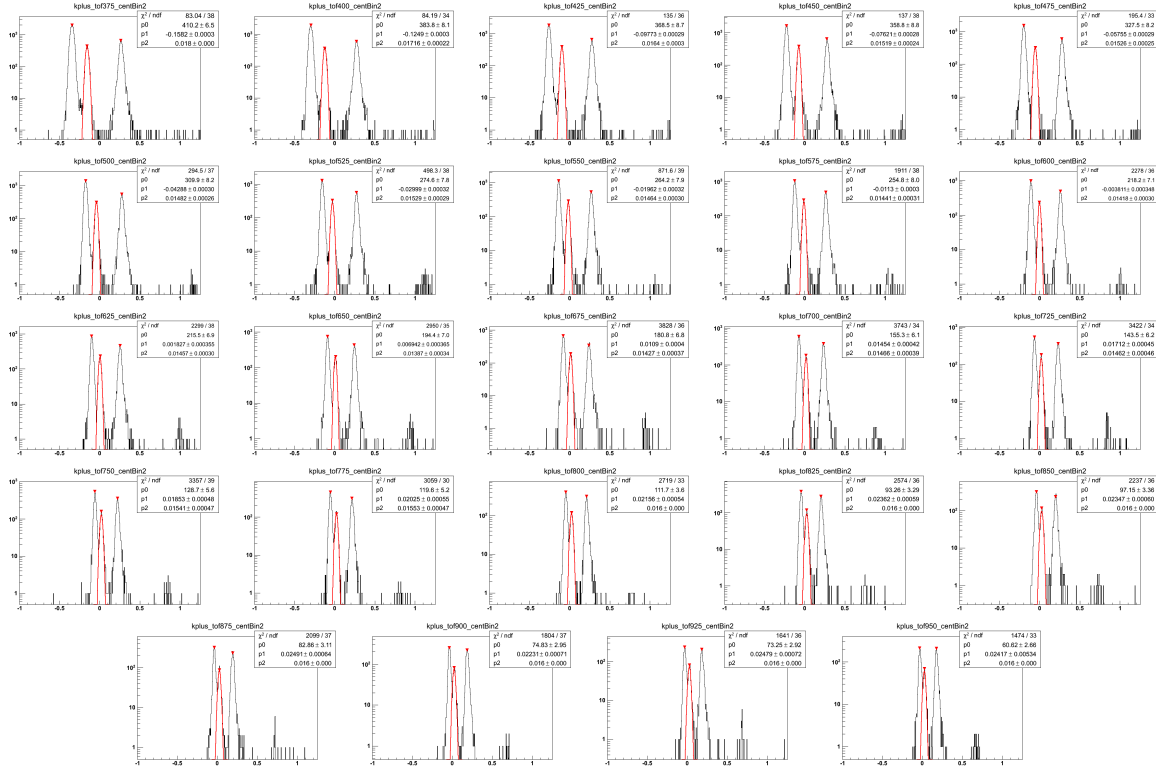 kplus_tof375_centBin2
χ² / ndf 83.04 / 38
p0 410.2 ± 6.5
p1 -0.1582 ± 0.0003
p2 0.018 ± 0.000
kplus_tof400_centBin2
χ² / ndf 84.19 / 34
p0 383.8 ± 8.1
p1 -0.1249 ± 0.0003
p2 0.01716 ± 0.00022
kplus_tof425_centBin2
χ² / ndf 135 / 36
p0 368.5 ± 8.7
p1 -0.09773 ± 0.00029
p2 0.0164 ± 0.0003
kplus_tof450_centBin2
χ² / ndf 137 / 38
p0 358.8 ± 8.8
p1 -0.07621 ± 0.00028
p2 0.01519 ± 0.00024
kplus_tof475_centBin2
χ² / ndf 195.4 / 33
p0 327.5 ± 8.2
p1 -0.05755 ± 0.00029
p2 0.01526 ± 0.00025
kplus_tof500_centBin2
χ² / ndf 294.5 / 37
p0 309.9 ± 8.2
p1 -0.04288 ± 0.00030
p2 0.01482 ± 0.00026
kplus_tof525_centBin2
χ² / ndf 498.3 / 38
p0 274.6 ± 7.8
p1 -0.02999 ± 0.00032
p2 0.01529 ± 0.00029
kplus_tof550_centBin2
χ² / ndf 871.6 / 39
p0 264.2 ± 7.9
p1 -0.01962 ± 0.00032
p2 0.01464 ± 0.00030
kplus_tof575_centBin2
χ² / ndf 1911 / 38
p0 254.8 ± 8.0
p1 -0.0113 ± 0.0003
p2 0.01441 ± 0.00031
kplus_tof600_centBin2
χ² / ndf 2278 / 36
p0 218.2 ± 7.1
p1 -0.003811 ± 0.000348
p2 0.01418 ± 0.00030
kplus_tof625_centBin2
χ² / ndf 2299 / 38
p0 215.5 ± 6.9
p1 0.001827 ± 0.000355
p2 0.01457 ± 0.00030
kplus_tof650_centBin2
χ² / ndf 2950 / 35
p0 194.4 ± 7.0
p1 0.006942 ± 0.000365
p2 0.01387 ± 0.00034
kplus_tof675_centBin2
χ² / ndf 3828 / 36
p0 180.8 ± 6.8
p1 0.0109 ± 0.0004
p2 0.01427 ± 0.00037
kplus_tof700_centBin2
χ² / ndf 3743 / 34
p0 155.3 ± 6.1
p1 0.01454 ± 0.00042
p2 0.01466 ± 0.00039
kplus_tof725_centBin2
χ² / ndf 3422 / 34
p0 143.5 ± 6.2
p1 0.01712 ± 0.00045
p2 0.01462 ± 0.00046
kplus_tof750_centBin2
χ² / ndf 3357 / 39
p0 128.7 ± 5.6
p1 0.01853 ± 0.00048
p2 0.01541 ± 0.00047
kplus_tof775_centBin2
χ² / ndf 3059 / 30
p0 119.6 ± 5.2
p1 0.02025 ± 0.00055
p2 0.01553 ± 0.00047
kplus_tof800_centBin2
χ² / ndf 2719 / 33
p0 111.7 ± 3.6
p1 0.02156 ± 0.00054
p2 0.016 ± 0.000
kplus_tof825_centBin2
χ² / ndf 2574 / 36
p0 93.26 ± 3.29
p1 0.02362 ± 0.00059
p2 0.016 ± 0.000
kplus_tof850_centBin2
χ² / ndf 2237 / 36
p0 97.15 ± 3.36
p1 0.02347 ± 0.00060
p2 0.016 ± 0.000
kplus_tof875_centBin2
χ² / ndf 2099 / 37
p0 82.86 ± 3.11
p1 0.02491 ± 0.00064
p2 0.016 ± 0.000
kplus_tof900_centBin2
χ² / ndf 1804 / 37
p0 74.83 ± 2.95
p1 0.02231 ± 0.00071
p2 0.016 ± 0.000
kplus_tof925_centBin2
χ² / ndf 1641 / 36
p0 73.25 ± 2.92
p1 0.02479 ± 0.00072
p2 0.016 ± 0.000
kplus_tof950_centBin2
χ² / ndf 1474 / 33
p0 60.62 ± 2.66
p1 0.02417 ± 0.00534
p2 0.016 ± 0.000
-1 -0.5 0 0.5 1